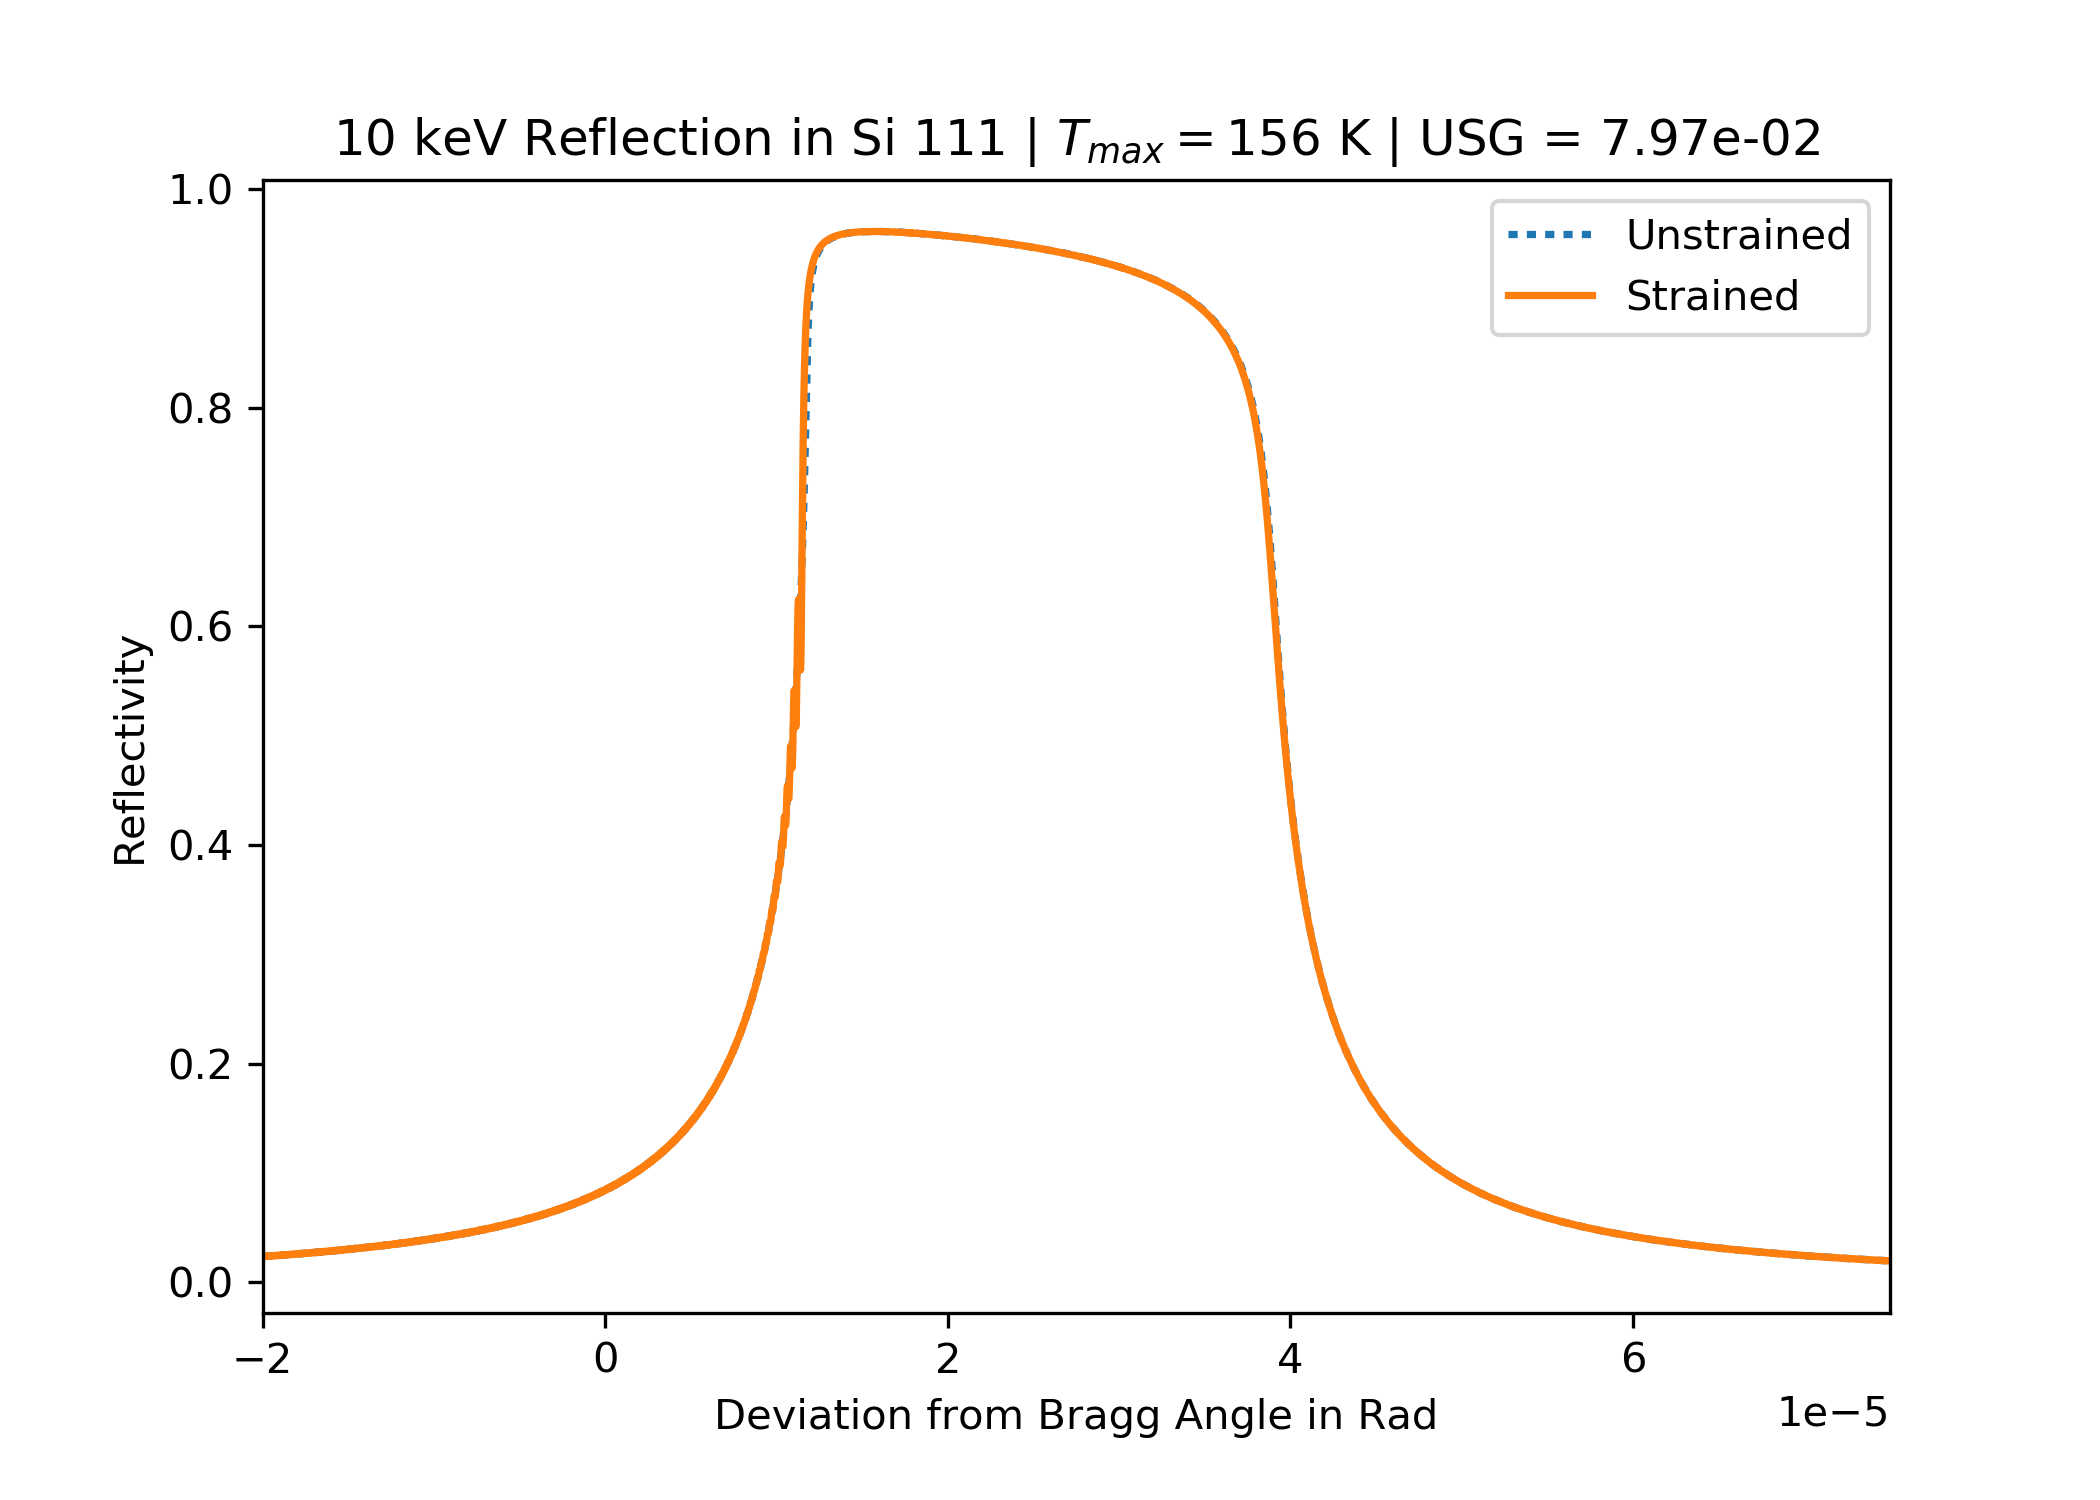 10 keV Reflection in Si 111 | T_max = 156 K | USG = 7.97e-02
Unstrained
Strained
Reflectivity
1.0
0.8
0.6
0.4
0.2
0.0
−2 0 2 4 6
1e−5
Deviation from Bragg Angle in Rad